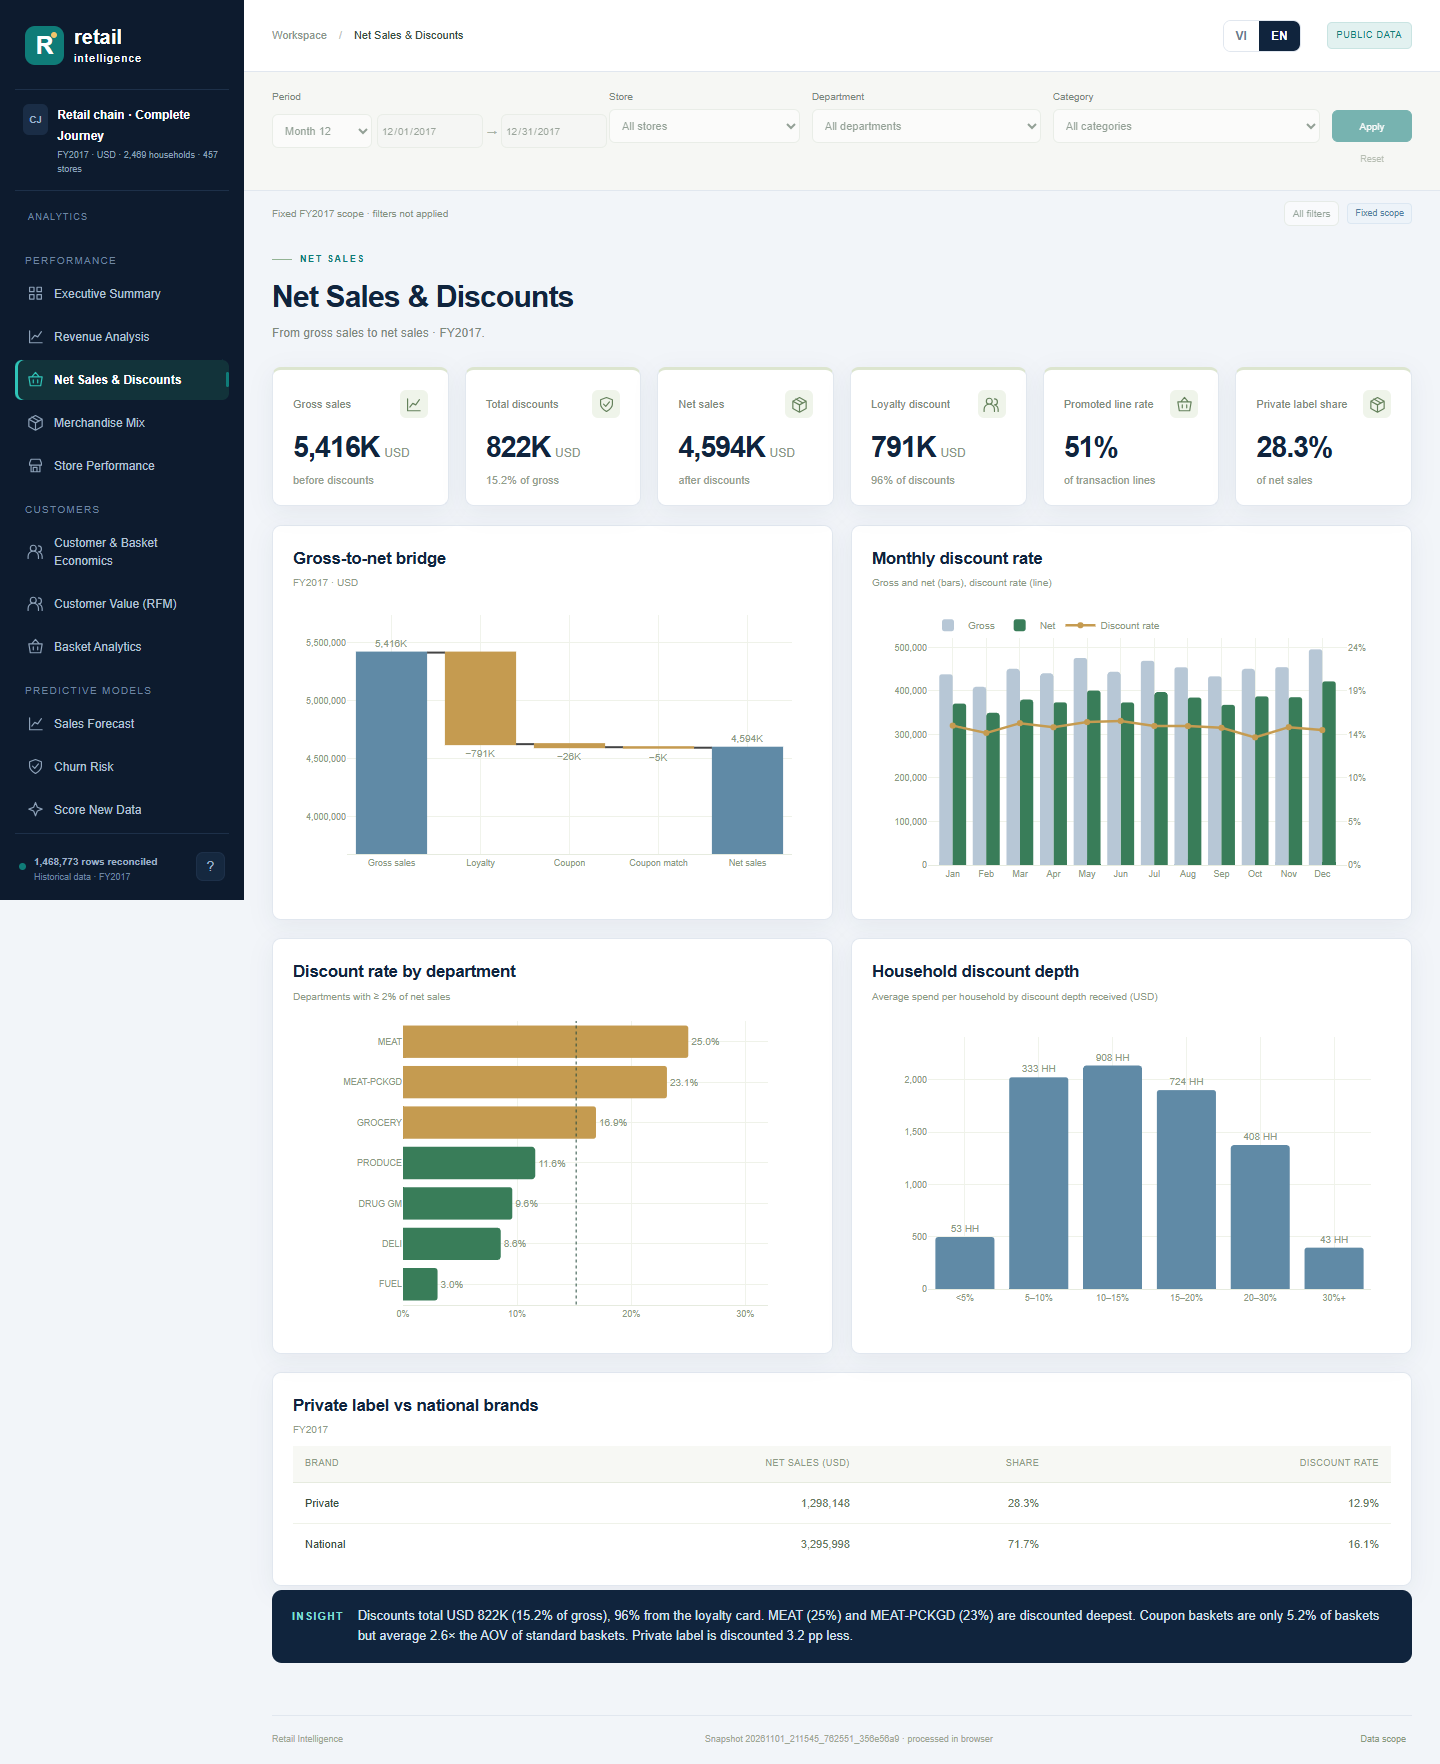 R
retail
intelligence
CJ
Retail chain · Complete
Journey
FY2017 · USD · 2,469 households · 457
stores
ANALYTICS
PERFORMANCE
Executive Summary
Revenue Analysis
Net Sales & Discounts
Merchandise Mix
Store Performance
CUSTOMERS
Customer & Basket
Economics
Customer Value (RFM)
Basket Analytics
PREDICTIVE MODELS
Sales Forecast
Churn Risk
Score New Data
1,468,773 rows reconciled
Historical data · FY2017
?
Workspace / Net Sales & Discounts
VI EN
PUBLIC DATA
Period Store Department Category
Month 12 12/01/2017 → 12/31/2017 All stores All departments All categories Apply
Reset
Fixed FY2017 scope · filters not applied
All filters Fixed scope
NET SALES
Net Sales & Discounts
From gross sales to net sales · FY2017.
Gross sales
5,416K USD
before discounts
Total discounts
822K USD
15.2% of gross
Net sales
4,594K USD
after discounts
Loyalty discount
791K USD
96% of discounts
Promoted line rate
51%
of transaction lines
Private label share
28.3%
of net sales
Gross-to-net bridge
FY2017 · USD
5,500,000
5,000,000
4,500,000
4,000,000
5,416K
−791K
−26K
−5K
4,594K
Gross sales Loyalty Coupon Coupon match Net sales
Monthly discount rate
Gross and net (bars), discount rate (line)
Gross Net Discount rate
500,000 24%
400,000 19%
300,000 14%
200,000 10%
100,000 5%
0 0%
Jan Feb Mar Apr May Jun Jul Aug Sep Oct Nov Dec
Discount rate by department
Departments with ≥ 2% of net sales
MEAT 25.0%
MEAT-PCKGD 23.1%
GROCERY 16.9%
PRODUCE 11.6%
DRUG GM 9.6%
DELI 8.6%
FUEL 3.0%
0% 10% 20% 30%
Household discount depth
Average spend per household by discount depth received (USD)
2,000
1,500
1,000
500
0
53 HH
333 HH
908 HH
724 HH
408 HH
43 HH
<5% 5–10% 10–15% 15–20% 20–30% 30%+
Private label vs national brands
FY2017
BRAND NET SALES (USD) SHARE DISCOUNT RATE
Private 1,298,148 28.3% 12.9%
National 3,295,998 71.7% 16.1%
INSIGHT
Discounts total USD 822K (15.2% of gross), 96% from the loyalty card. MEAT (25%) and MEAT-PCKGD (23%) are discounted deepest. Coupon baskets are only 5.2% of baskets
but average 2.6× the AOV of standard baskets. Private label is discounted 3.2 pp less.
Retail Intelligence
Snapshot 20261101_211545_762551_356e56a9 · processed in browser
Data scope